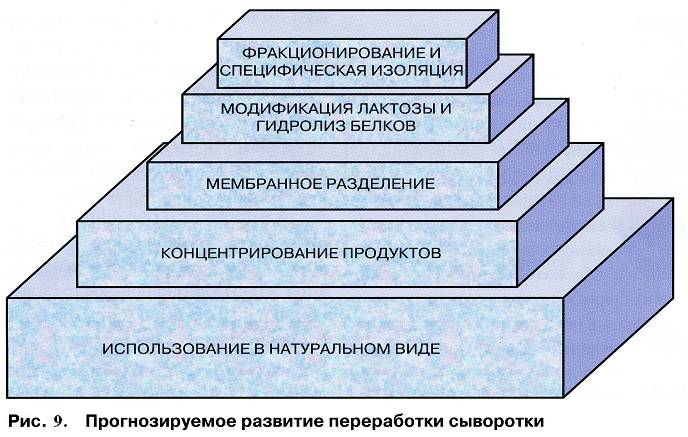 ФРАКЦИОНИРОВАНИЕ И
СПЕЦИФИЧЕСКАЯ ИЗОЛЯЦИЯ
МОДИФИКАЦИЯ ЛАКТОЗЫ И
ГИДРОЛИЗ БЕЛКОВ
МЕМБРАННОЕ РАЗДЕЛЕНИЕ
КОНЦЕНТРИРОВАНИЕ ПРОДУКТОВ
ИСПОЛЬЗОВАНИЕ В НАТУРАЛЬНОМ ВИДЕ
Рис. 9. Прогнозируемое развитие переработки сыворотки